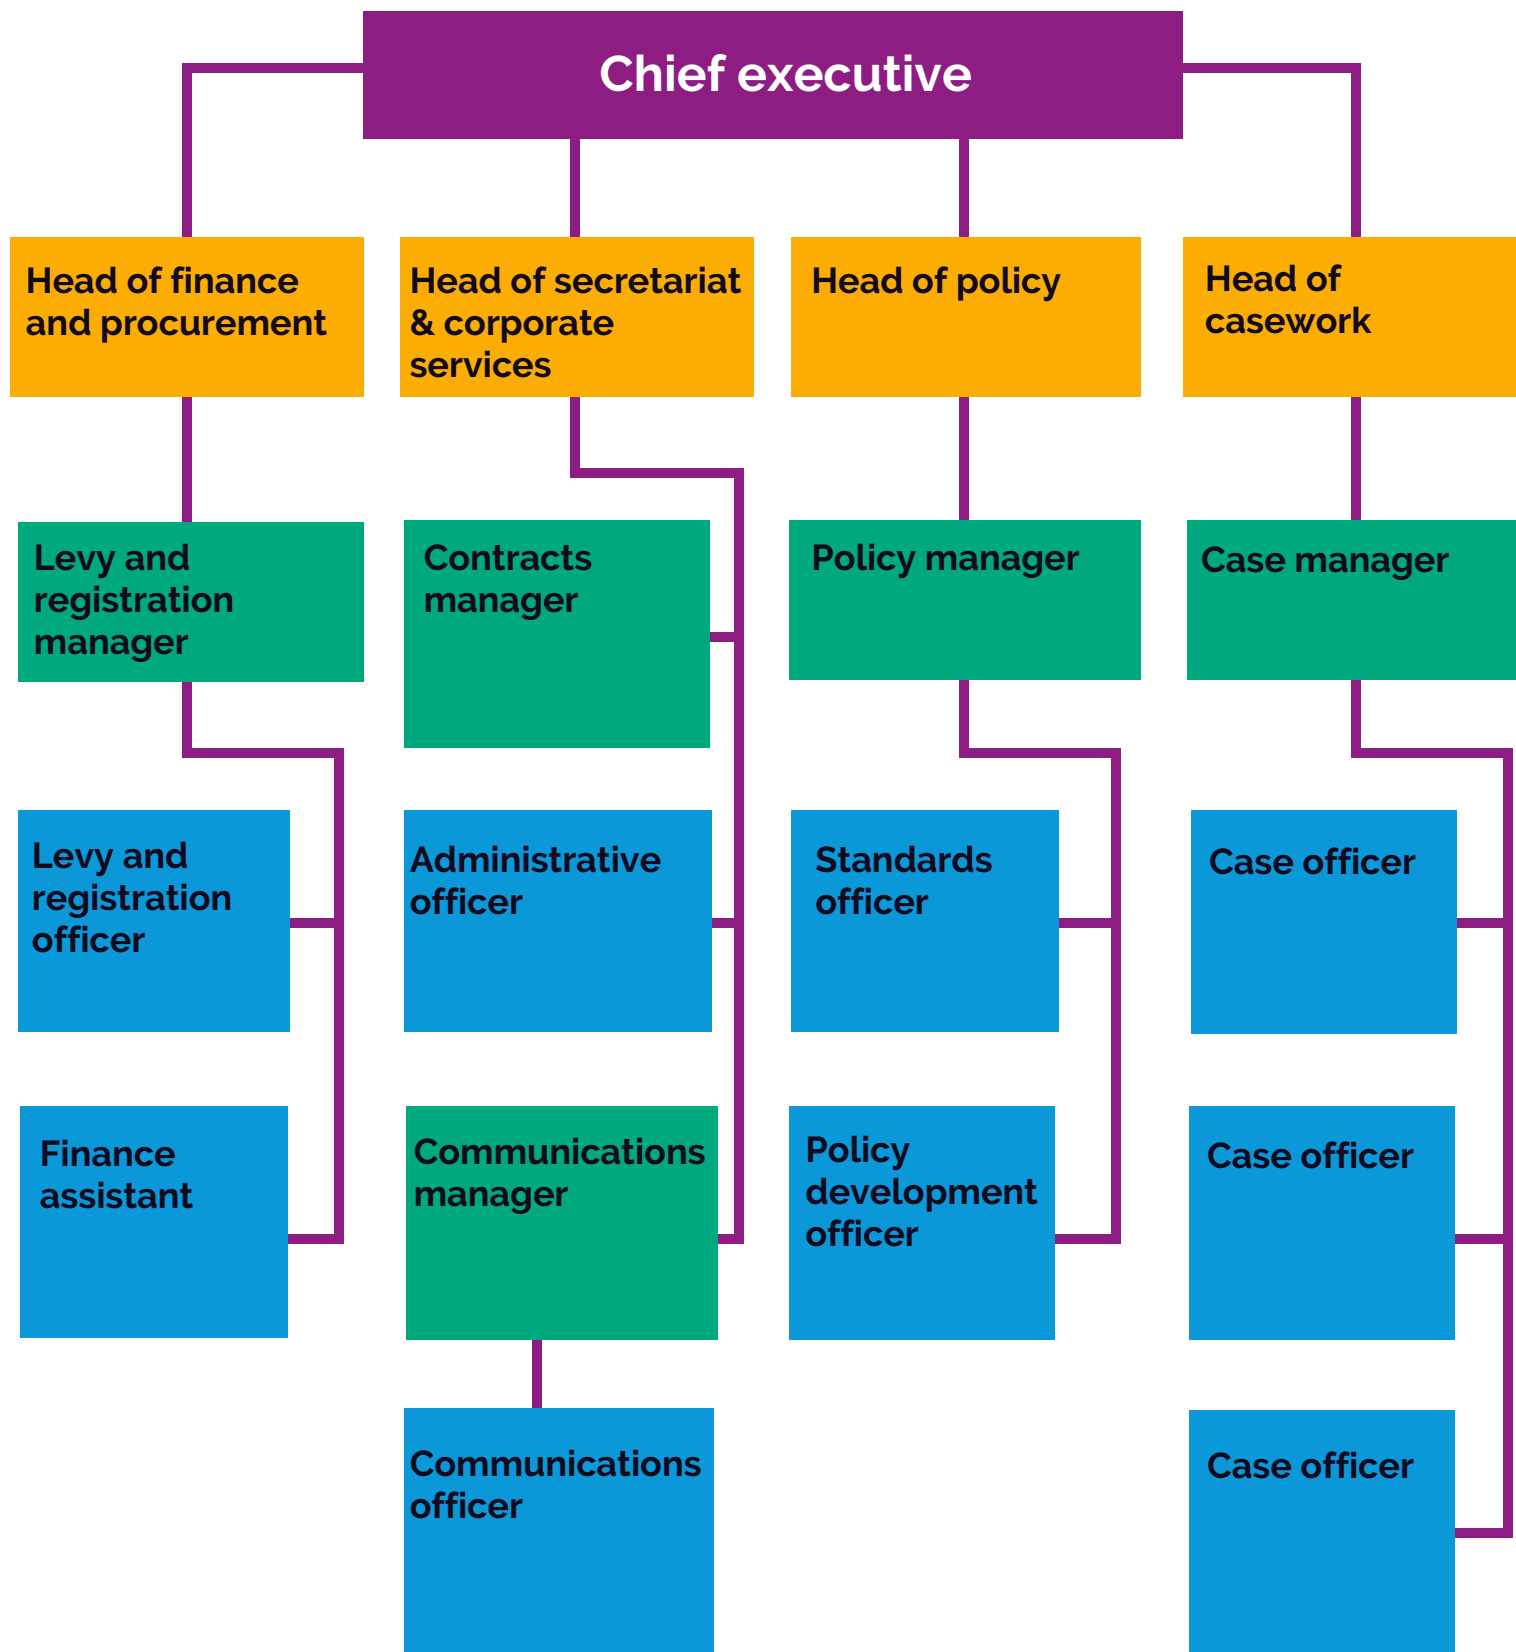 Chief executive
Head of finance
and procurement
Head of secretariat
& corporate
services
Head of policy
Head of
casework
Levy and
registration
manager
Contracts
manager
Policy manager
Case manager
Levy and
registration
officer
Administrative
officer
Standards
officer
Case officer
Finance
assistant
Communications
manager
Policy
development
officer
Case officer
Communications
officer
Case officer